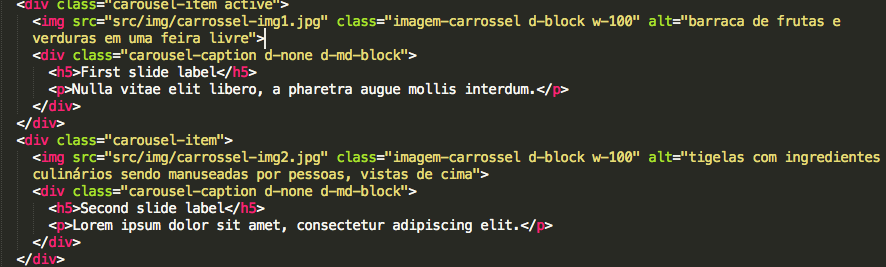 <div class="carousel-item active">
<img src="src/img/carrossel-img1.jpg" class="imagem-carrossel d-block w-100" alt="barraca de frutas e
verduras em uma feira livre">
<div class="carousel-caption d-none d-md-block">
<h5>First slide label</h5>
<p>Nulla vitae elit libero, a pharetra augue mollis interdum.</p>
</div>
</div>
<div class="carousel-item">
<img src="src/img/carrossel-img2.jpg" class="imagem-carrossel d-block w-100" alt="tigelas com ingredientes
culinários sendo manuseadas por pessoas, vistas de cima">
<div class="carousel-caption d-none d-md-block">
<h5>Second slide label</h5>
<p>Lorem ipsum dolor sit amet, consectetur adipiscing elit.</p>
</div>
</div>